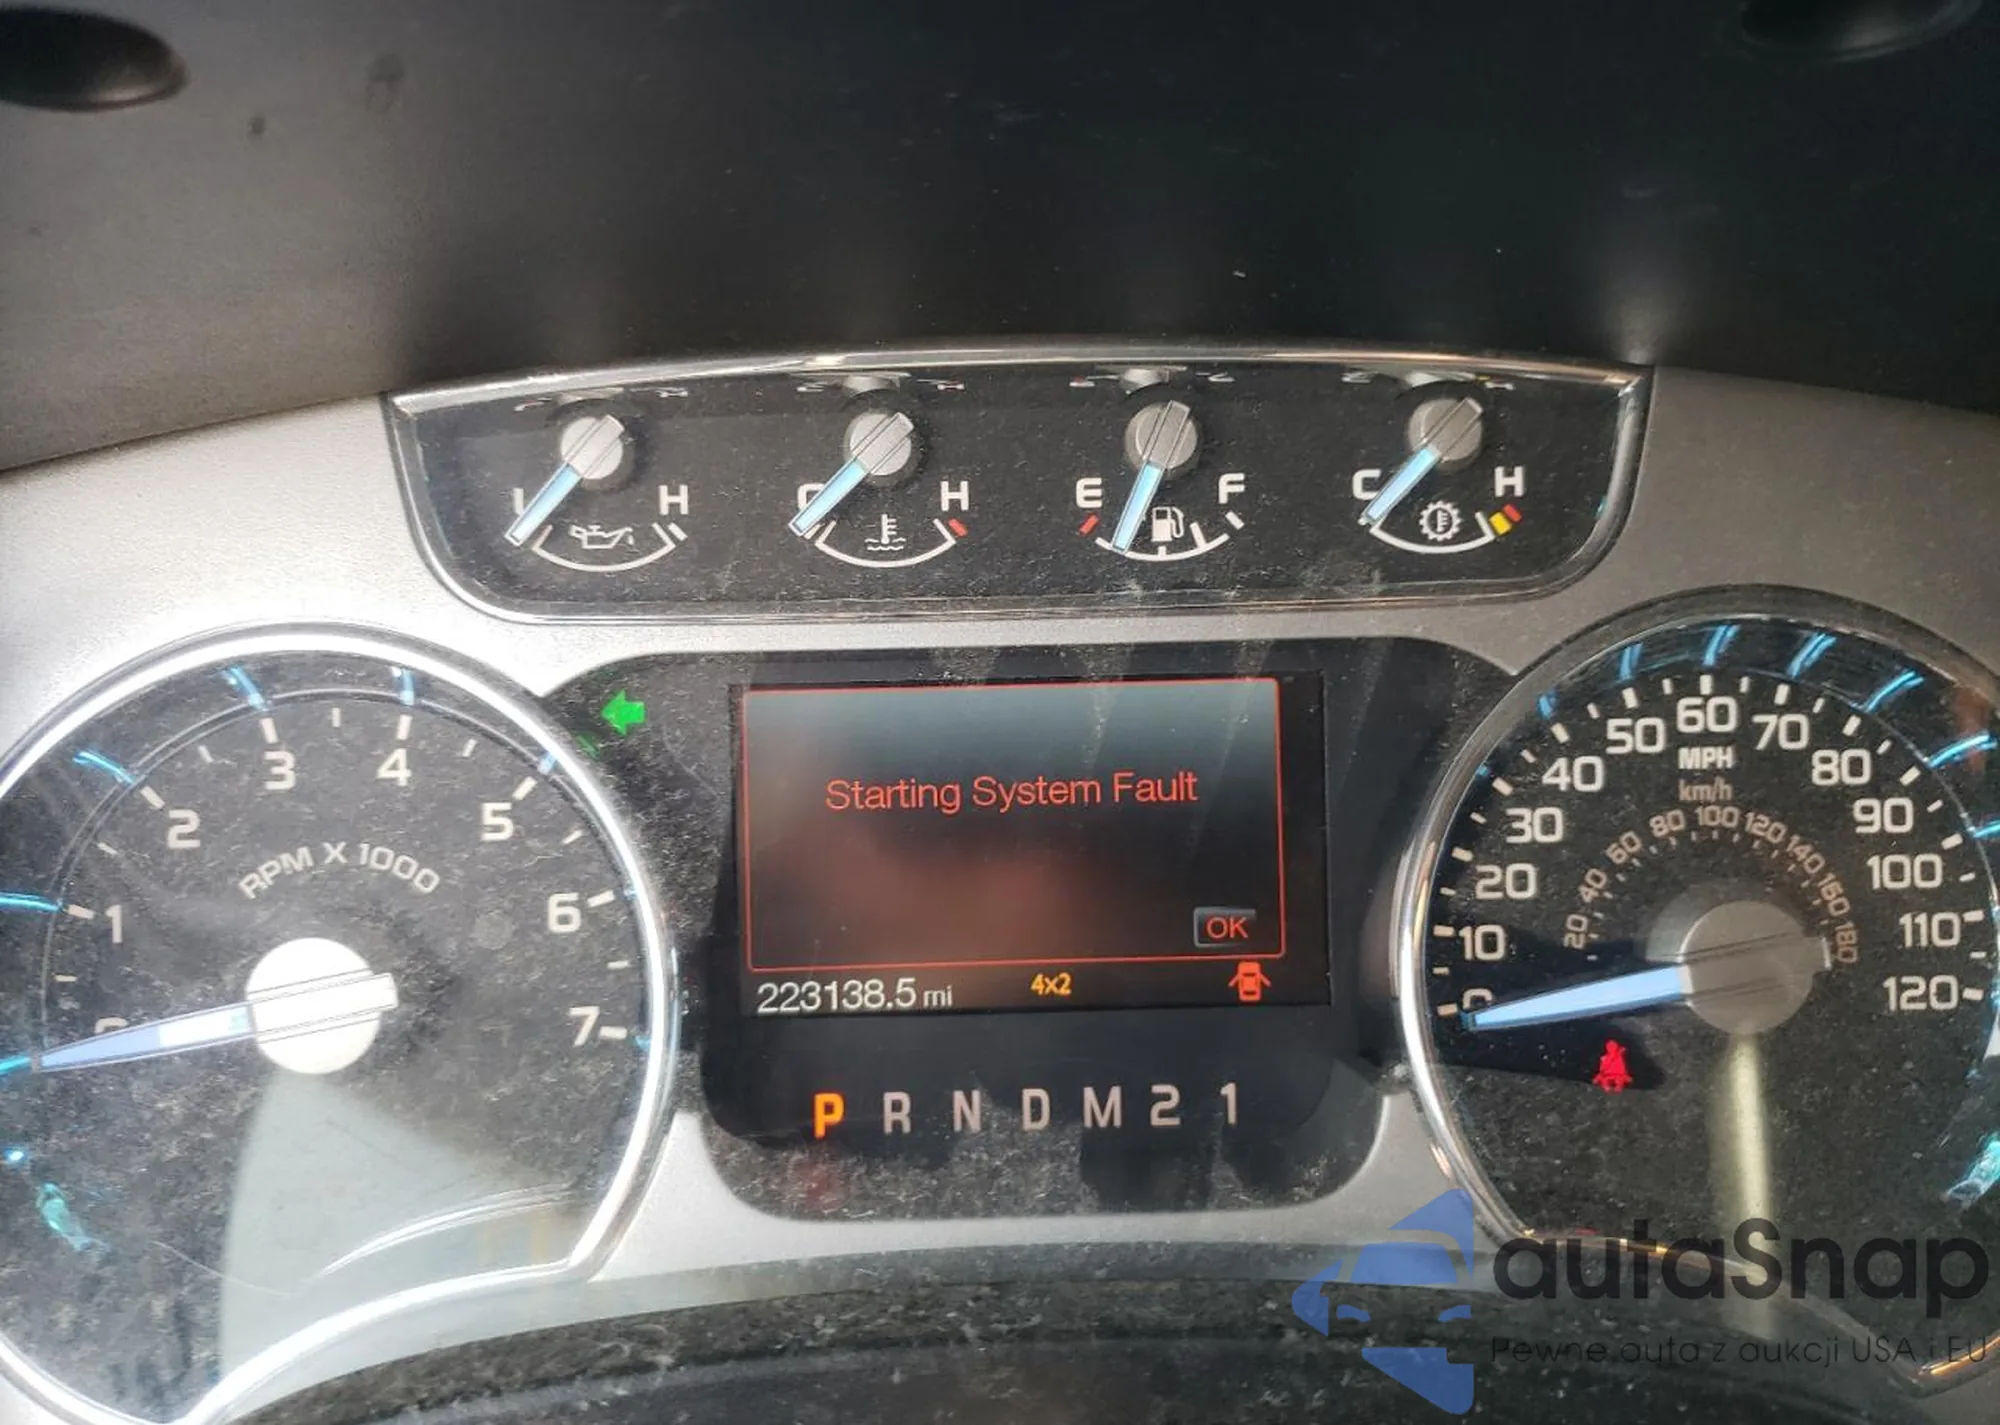 L H
C H
E F
C H
1 2 3 4 5 6 7
RPM X 1000
Starting System Fault
OK
223138.5 mi 4x2
P R N D M 2 1
0 10 20 30 40 50 60 70 80 90 100 110 120
MPH
km/h
20 40 60 80 100 120 140 160 180
autaSnap
Pewne auta z aukcji USA i EU